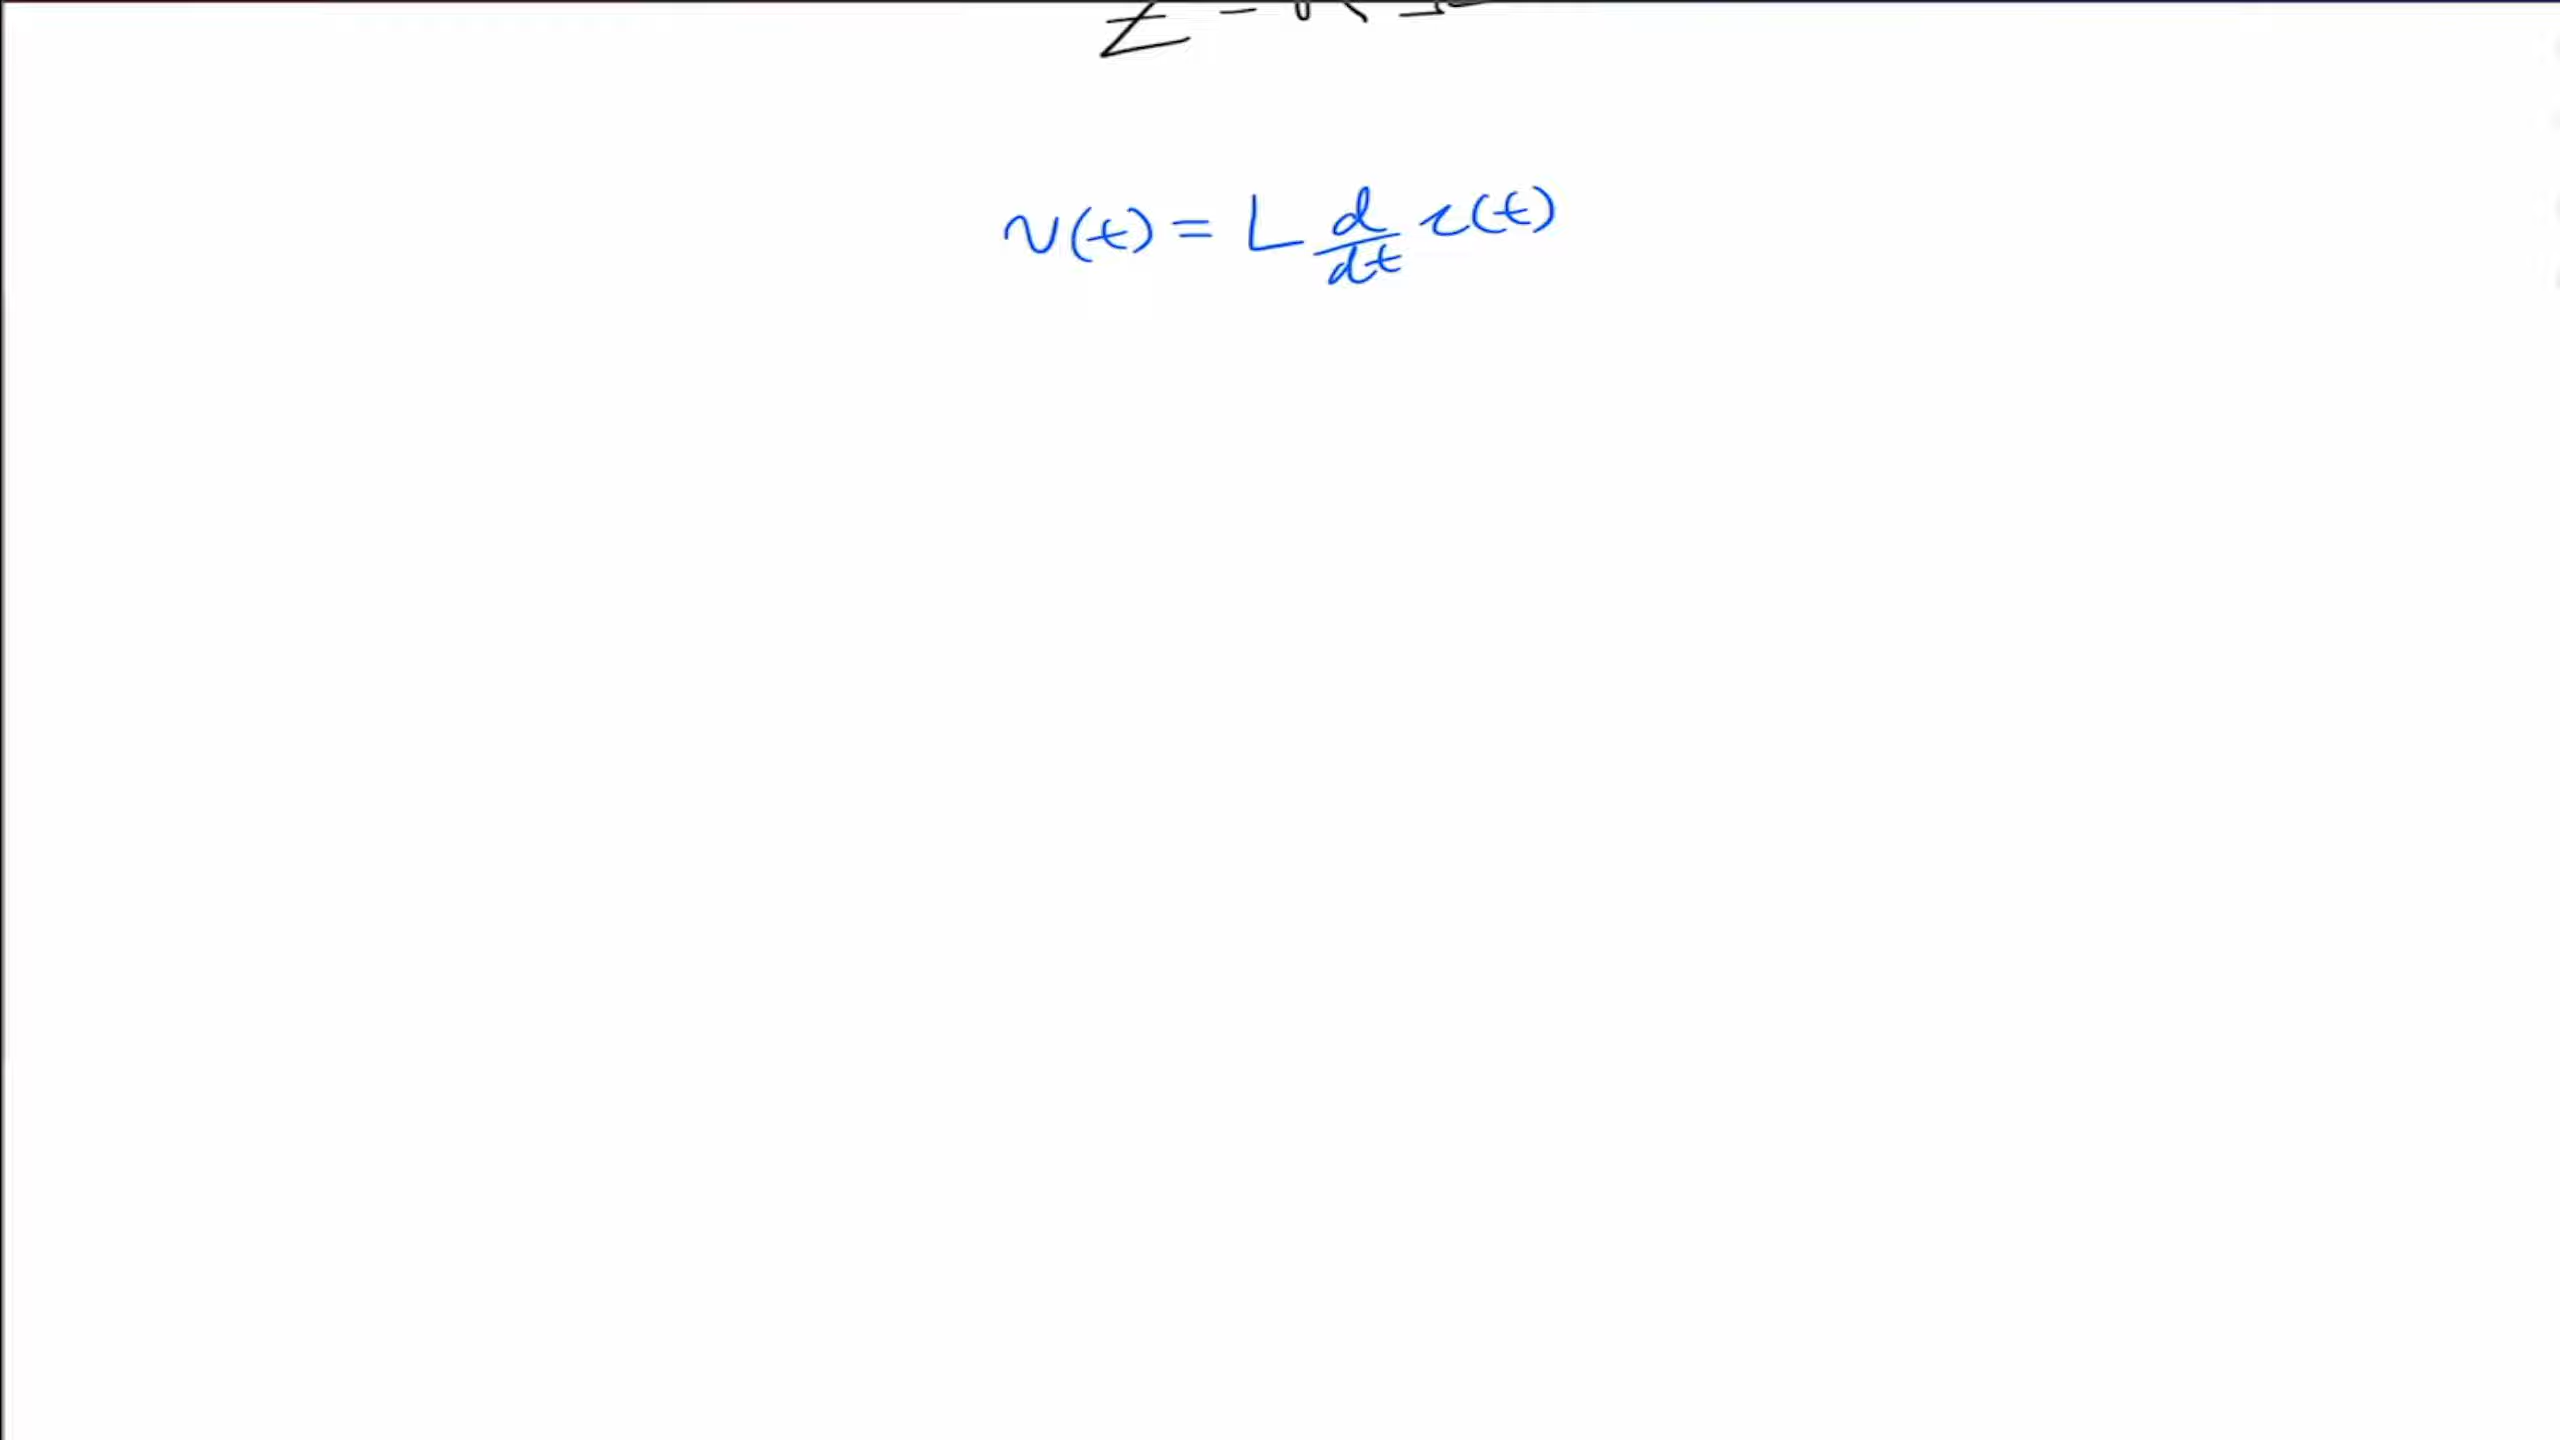 v(t) = L d/dt i(t)